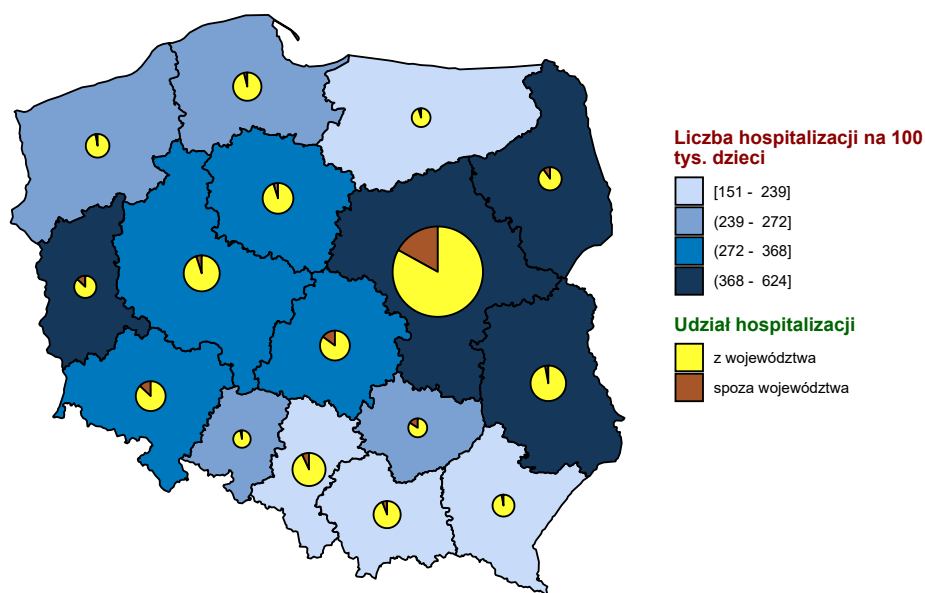 Liczba hospitalizacji na 100
tys. dzieci
[151 - 239]
(239 - 272]
(272 - 368]
(368 - 624]
Udział hospitalizacji
z województwa
spoza województwa